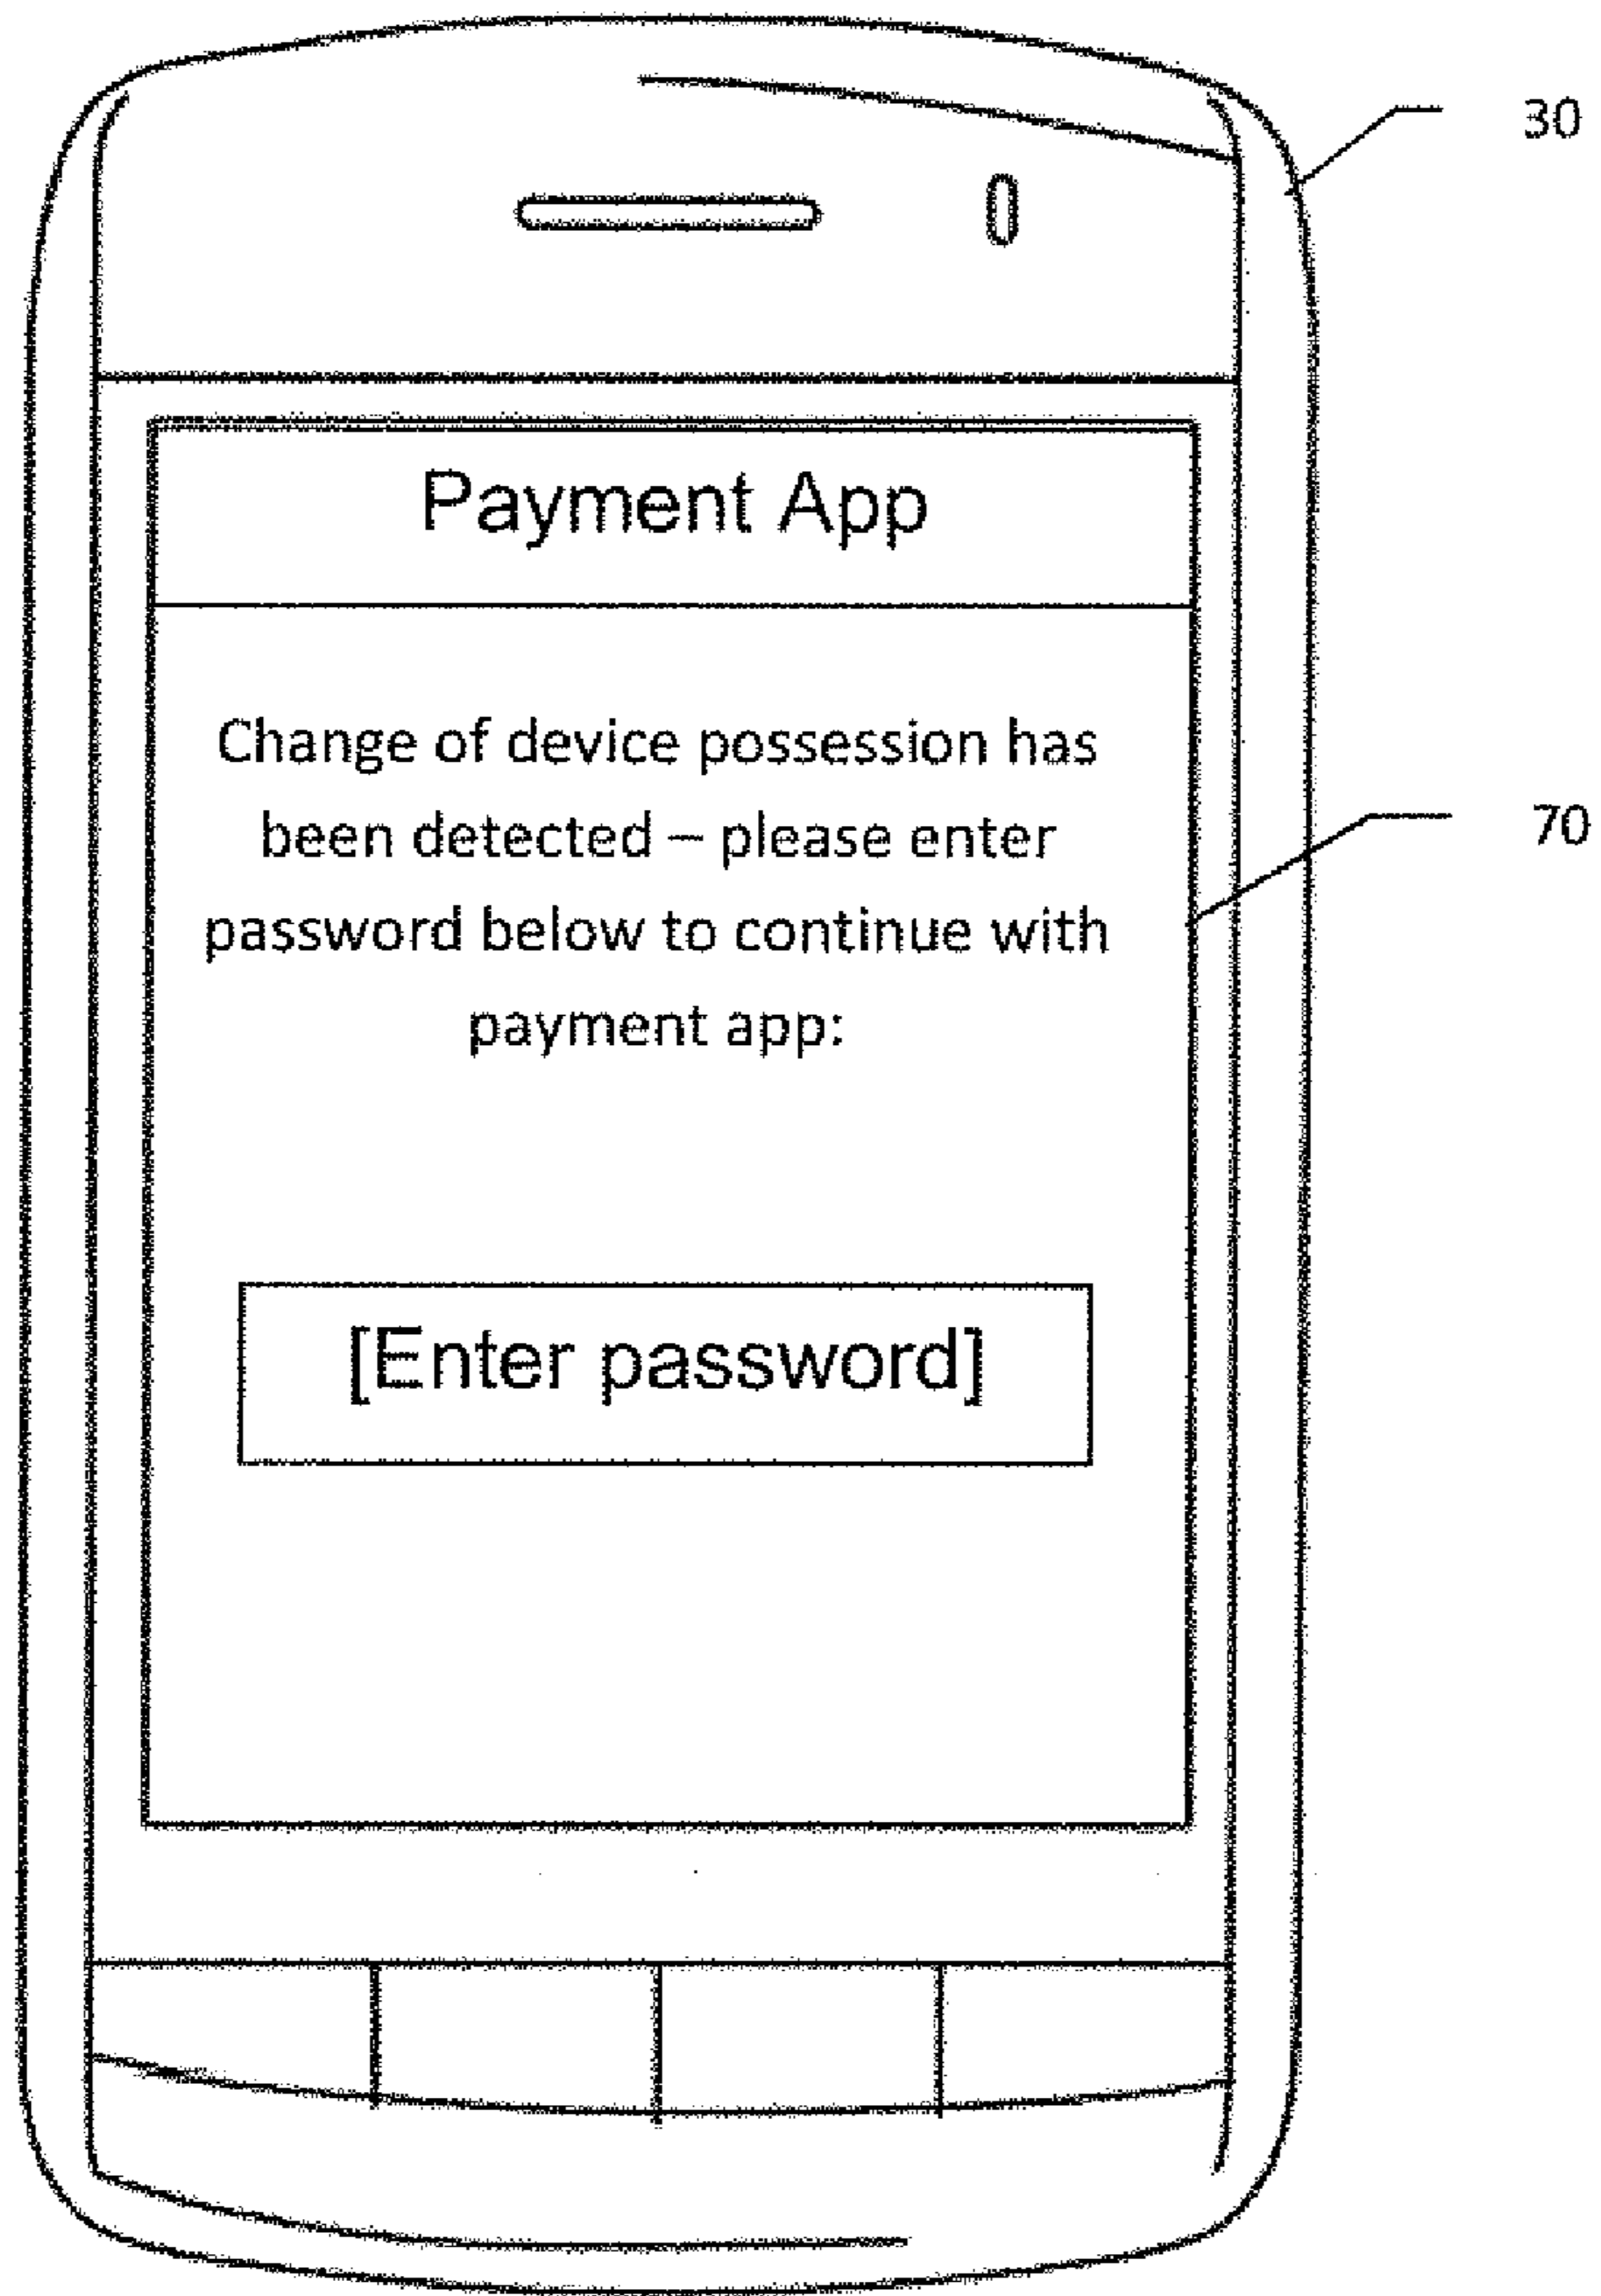 30
Payment App
Change of device possession has
been detected – please enter
password below to continue with
payment app:
70
[Enter password]